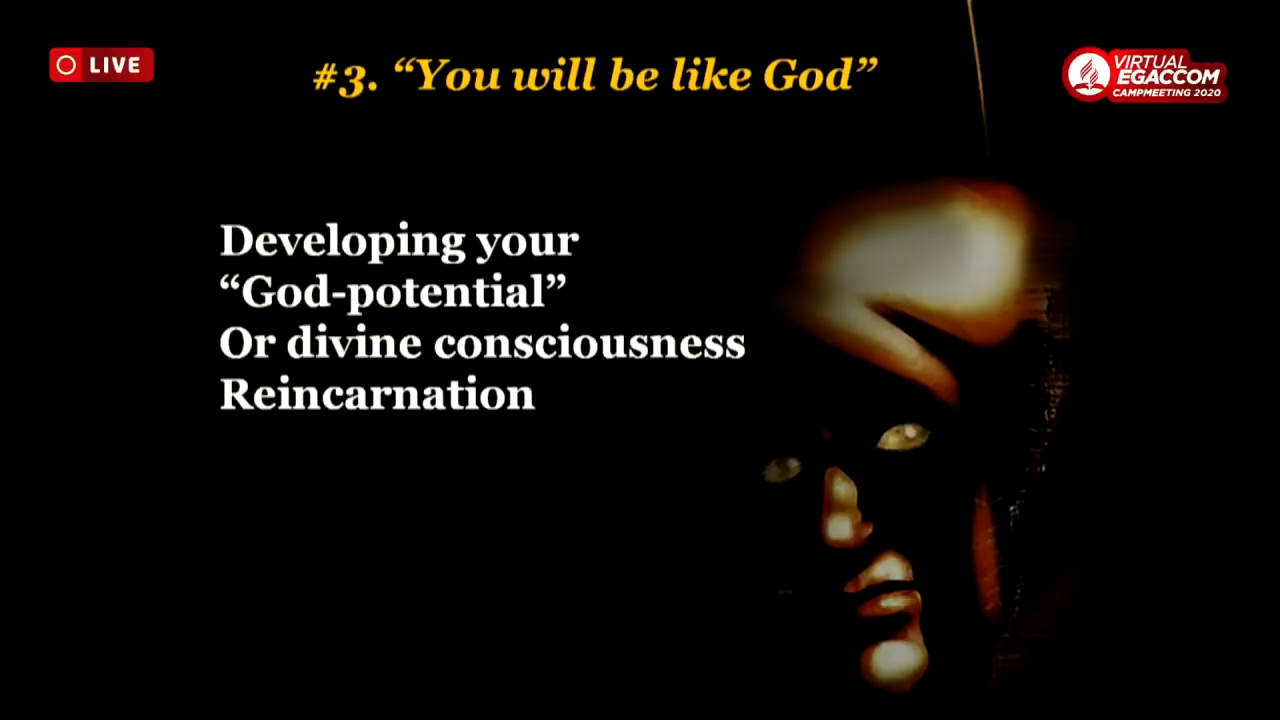 LIVE
#3. “You will be like God”
VIRTUAL
EGACCOM
CAMPMEETING 2020
Developing your
“God-potential”
Or divine consciousness
Reincarnation